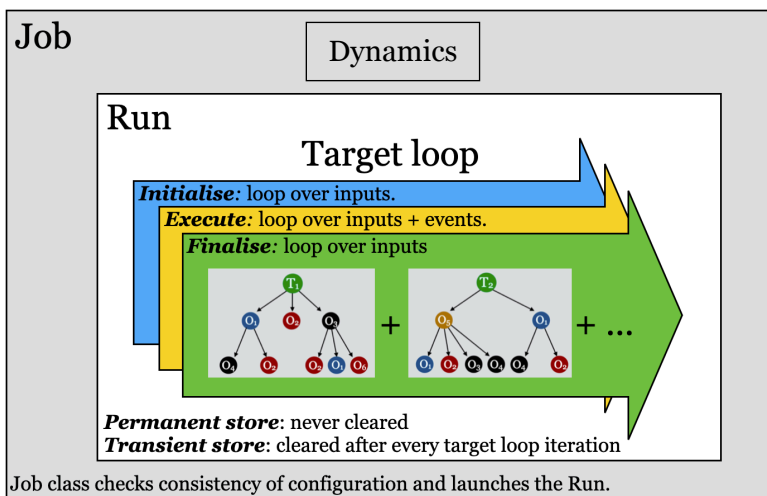 Job
Dynamics
Run
Target loop
Initialise: loop over inputs.
Execute: loop over inputs + events.
Finalise: loop over inputs
T1
O1 O2 O3
O4 O2 O2 O1 O6
+
T2
O5 O1
O1 O2 O3 O4 O4 O2
+ ...
Permanent store: never cleared
Transient store: cleared after every target loop iteration
Job class checks consistency of configuration and launches the Run.